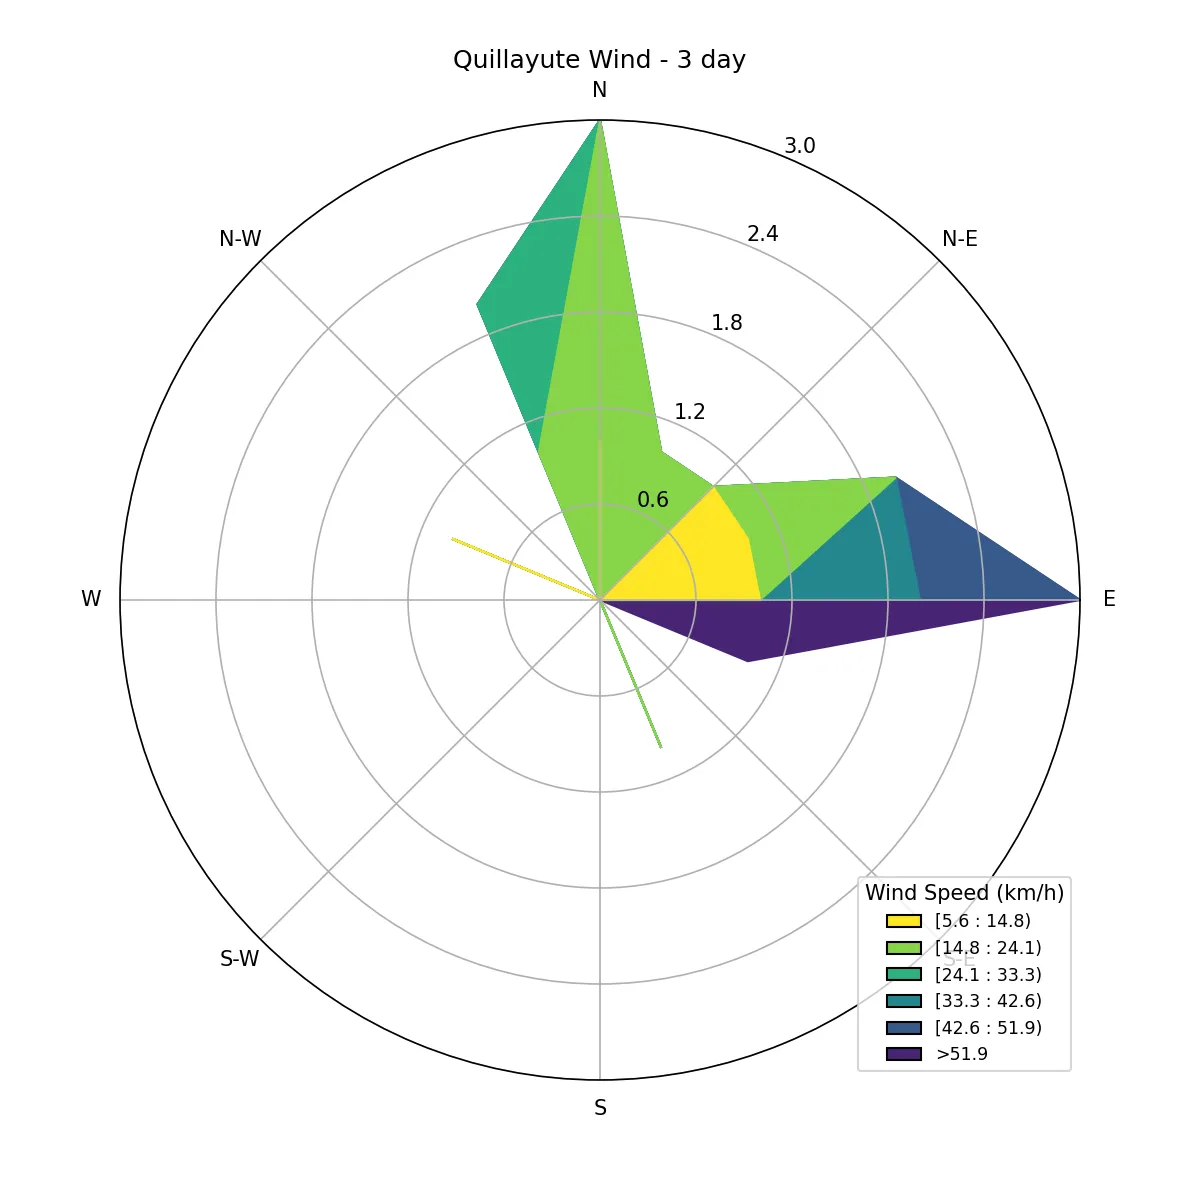 Quillayute Wind - 3 day
N
3.0
N-W
2.4
N-E
1.8
1.2
0.6
W
E
S-W
S-E
S
Wind Speed (km/h)
[5.6 : 14.8)
[14.8 : 24.1)
[24.1 : 33.3)
[33.3 : 42.6)
[42.6 : 51.9)
>51.9